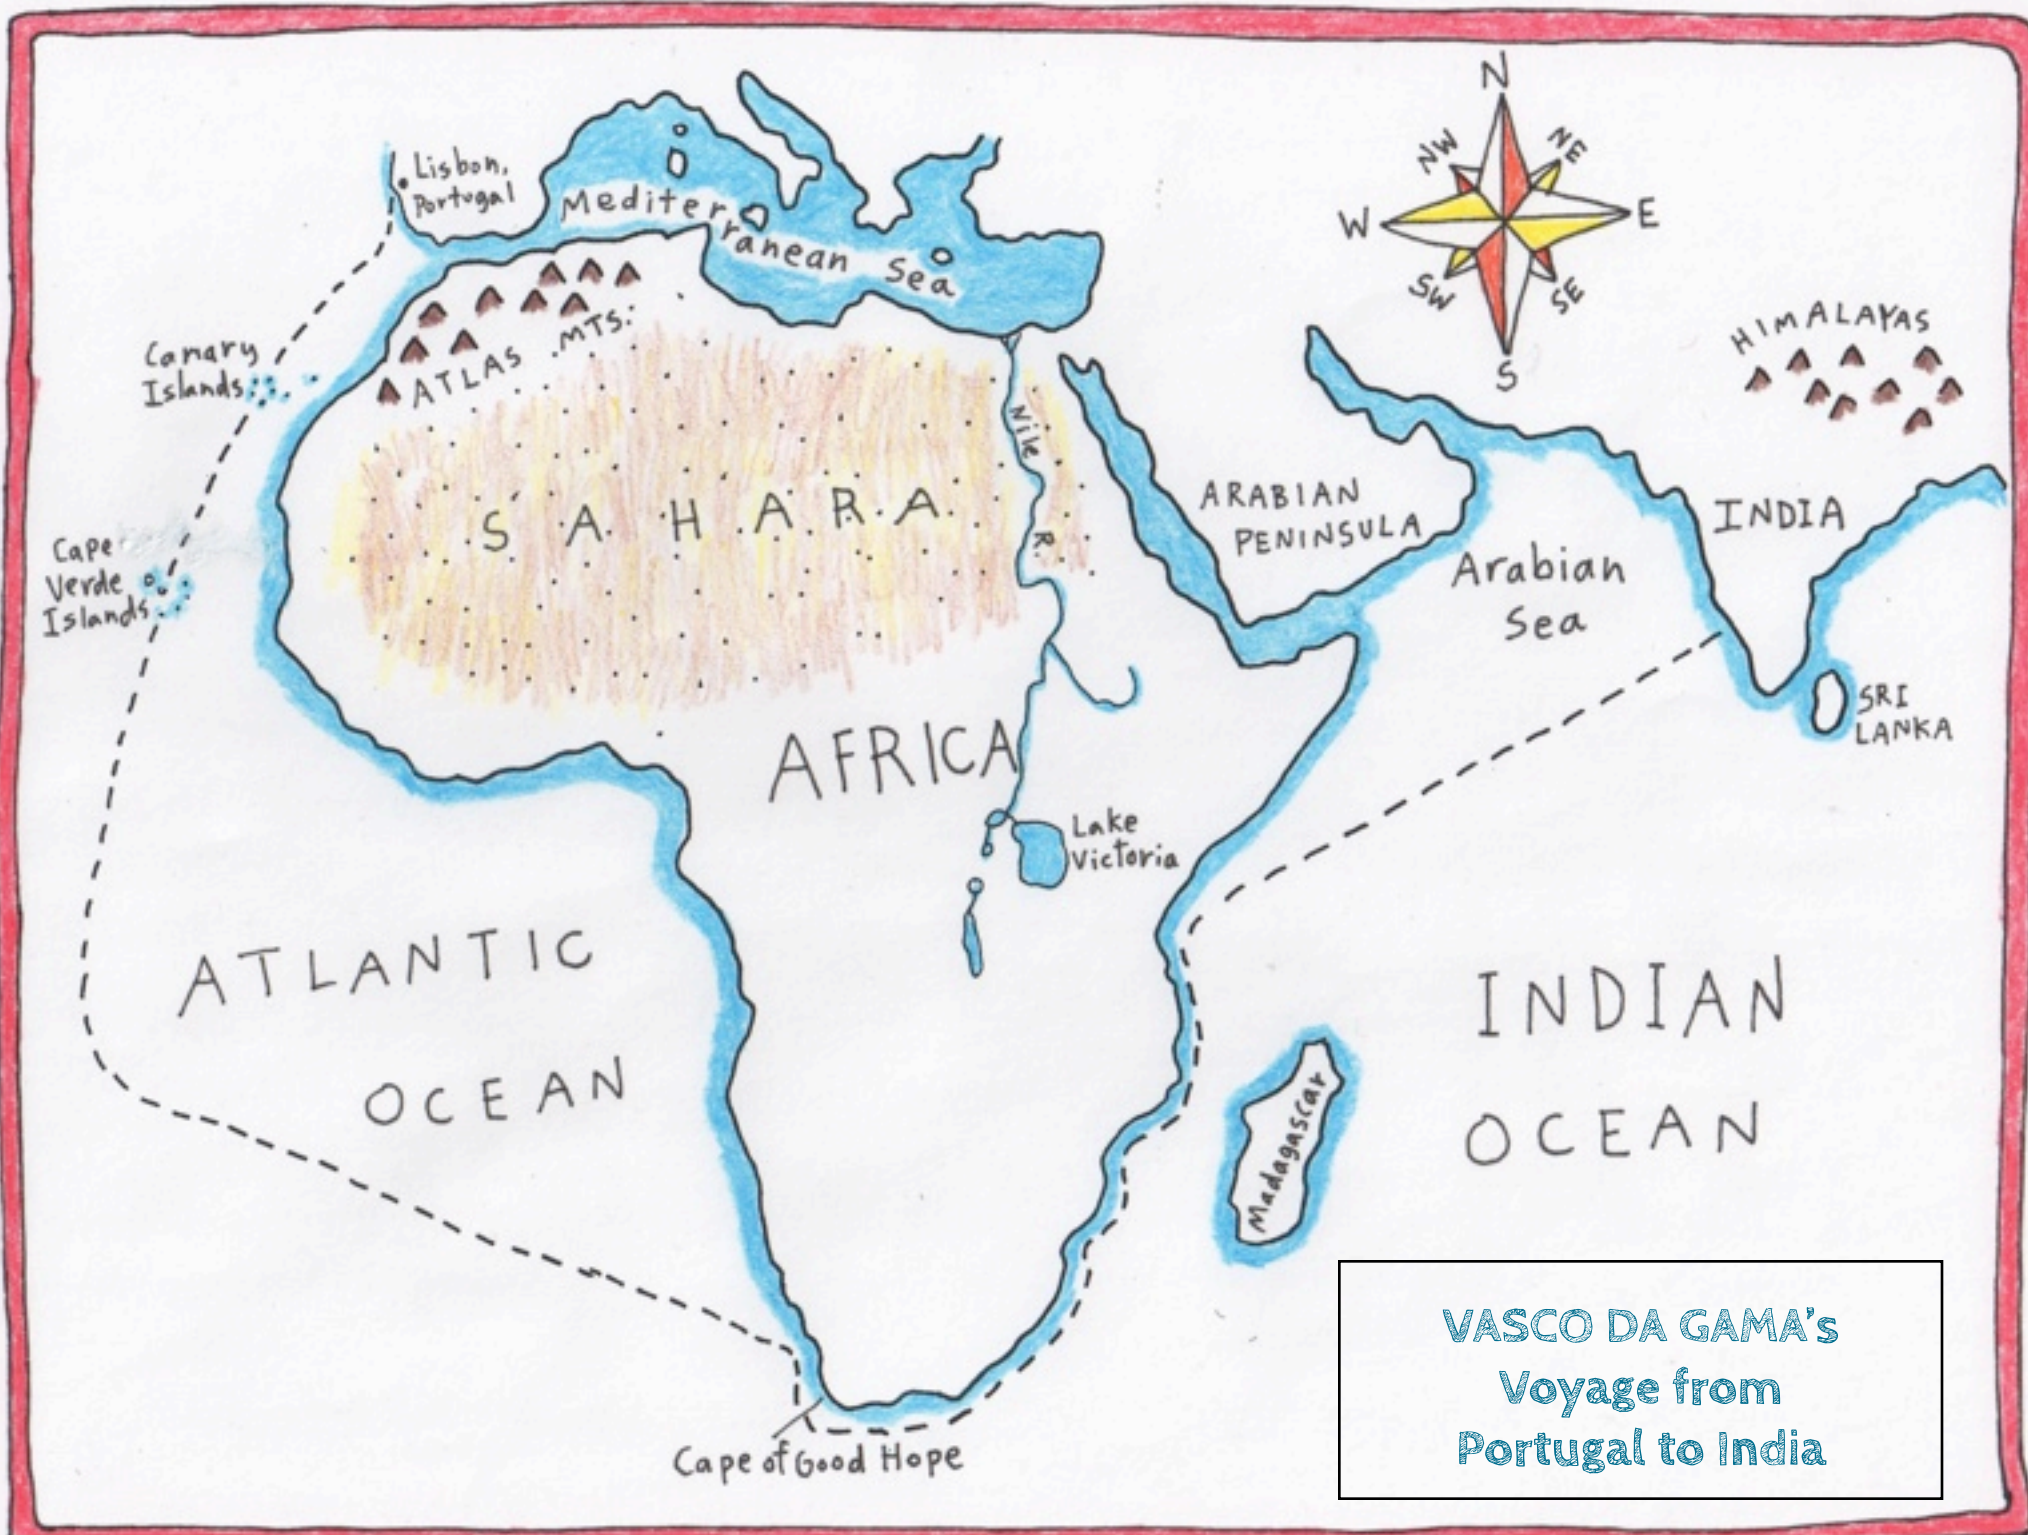 N
NW
NE
W
E
SW
SE
S
Lisbon,
Portugal
Mediterranean Sea
Canary
Islands
ATLAS MTS.
HIMALAYAS
Nile R.
SAHARA
ARABIAN
PENINSULA
INDIA
Cape
Verde
Islands
Arabian
Sea
SRI
LANKA
AFRICA
Lake
Victoria
ATLANTIC
OCEAN
INDIAN
OCEAN
Madagascar
Cape of Good Hope
VASCO DA GAMA's
Voyage from
Portugal to India